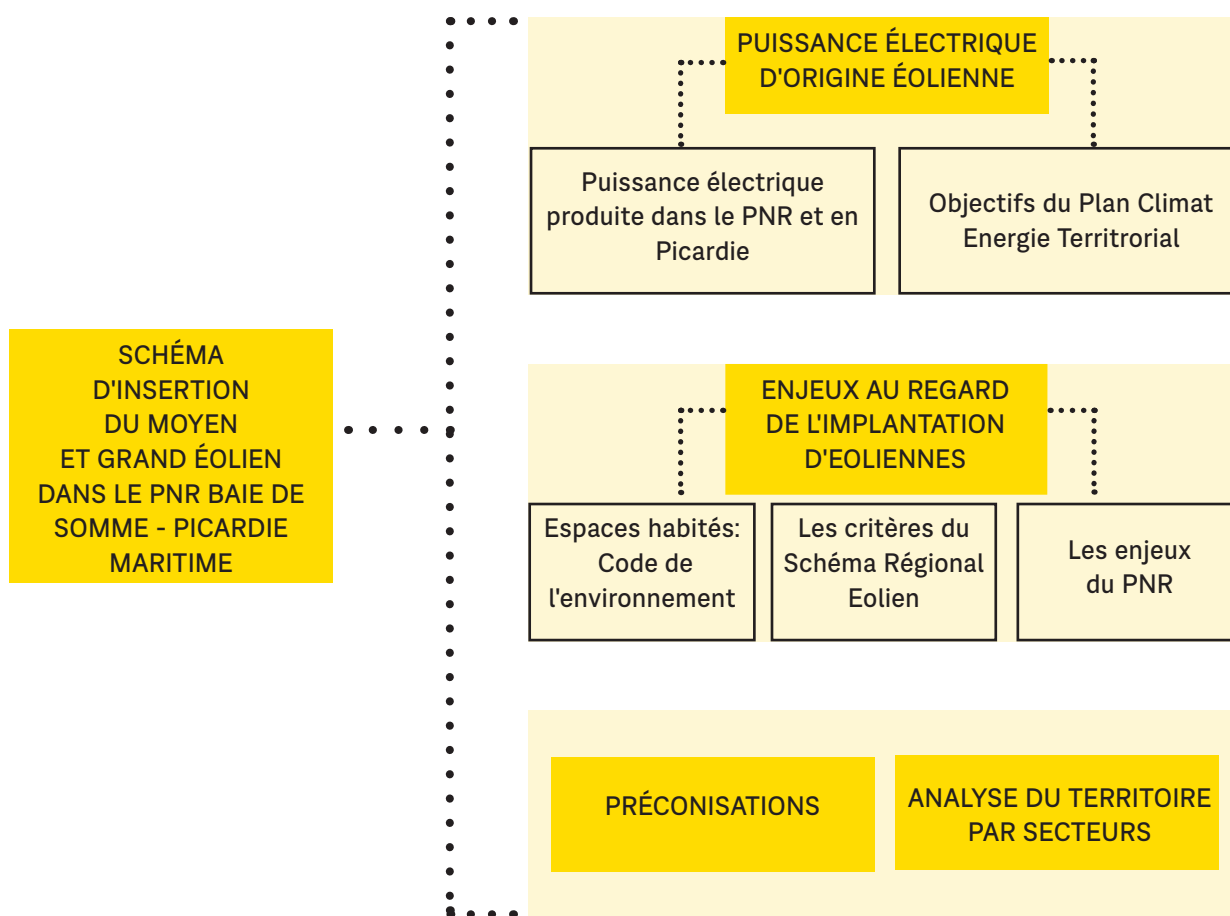 SCHÉMA
D'INSERTION
DU MOYEN
ET GRAND ÉOLIEN
DANS LE PNR BAIE DE
SOMME - PICARDIE
MARITIME
PUISSANCE ÉLECTRIQUE
D'ORIGINE ÉOLIENNE
Puissance électrique
produite dans le PNR et en
Picardie
Objectifs du Plan Climat
Energie Territrorial
ENJEUX AU REGARD
DE L'IMPLANTATION
D'EOLIENNES
Espaces habités:
Code de
l'environnement
Les critères du
Schéma Régional
Eolien
Les enjeux
du PNR
PRÉCONISATIONS
ANALYSE DU TERRITOIRE
PAR SECTEURS